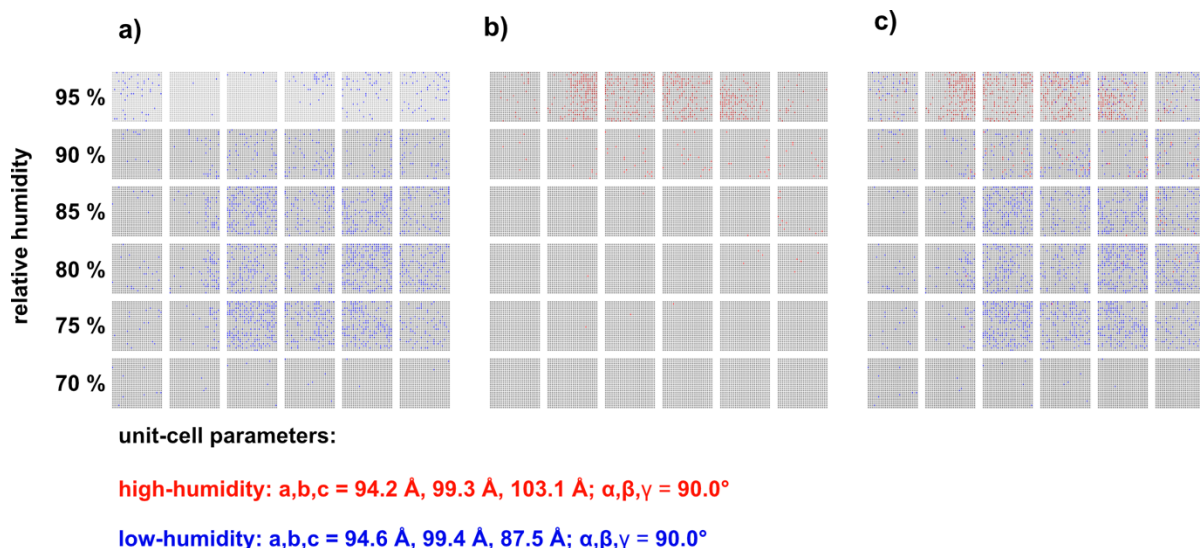 a)
b)
c)
relative humidity
95 %
90 %
85 %
80 %
75 %
70 %
unit-cell parameters:
high-humidity: a,b,c = 94.2 Å, 99.3 Å, 103.1 Å; α,β,γ = 90.0°
low-humidity: a,b,c = 94.6 Å, 99.4 Å, 87.5 Å; α,β,γ = 90.0°